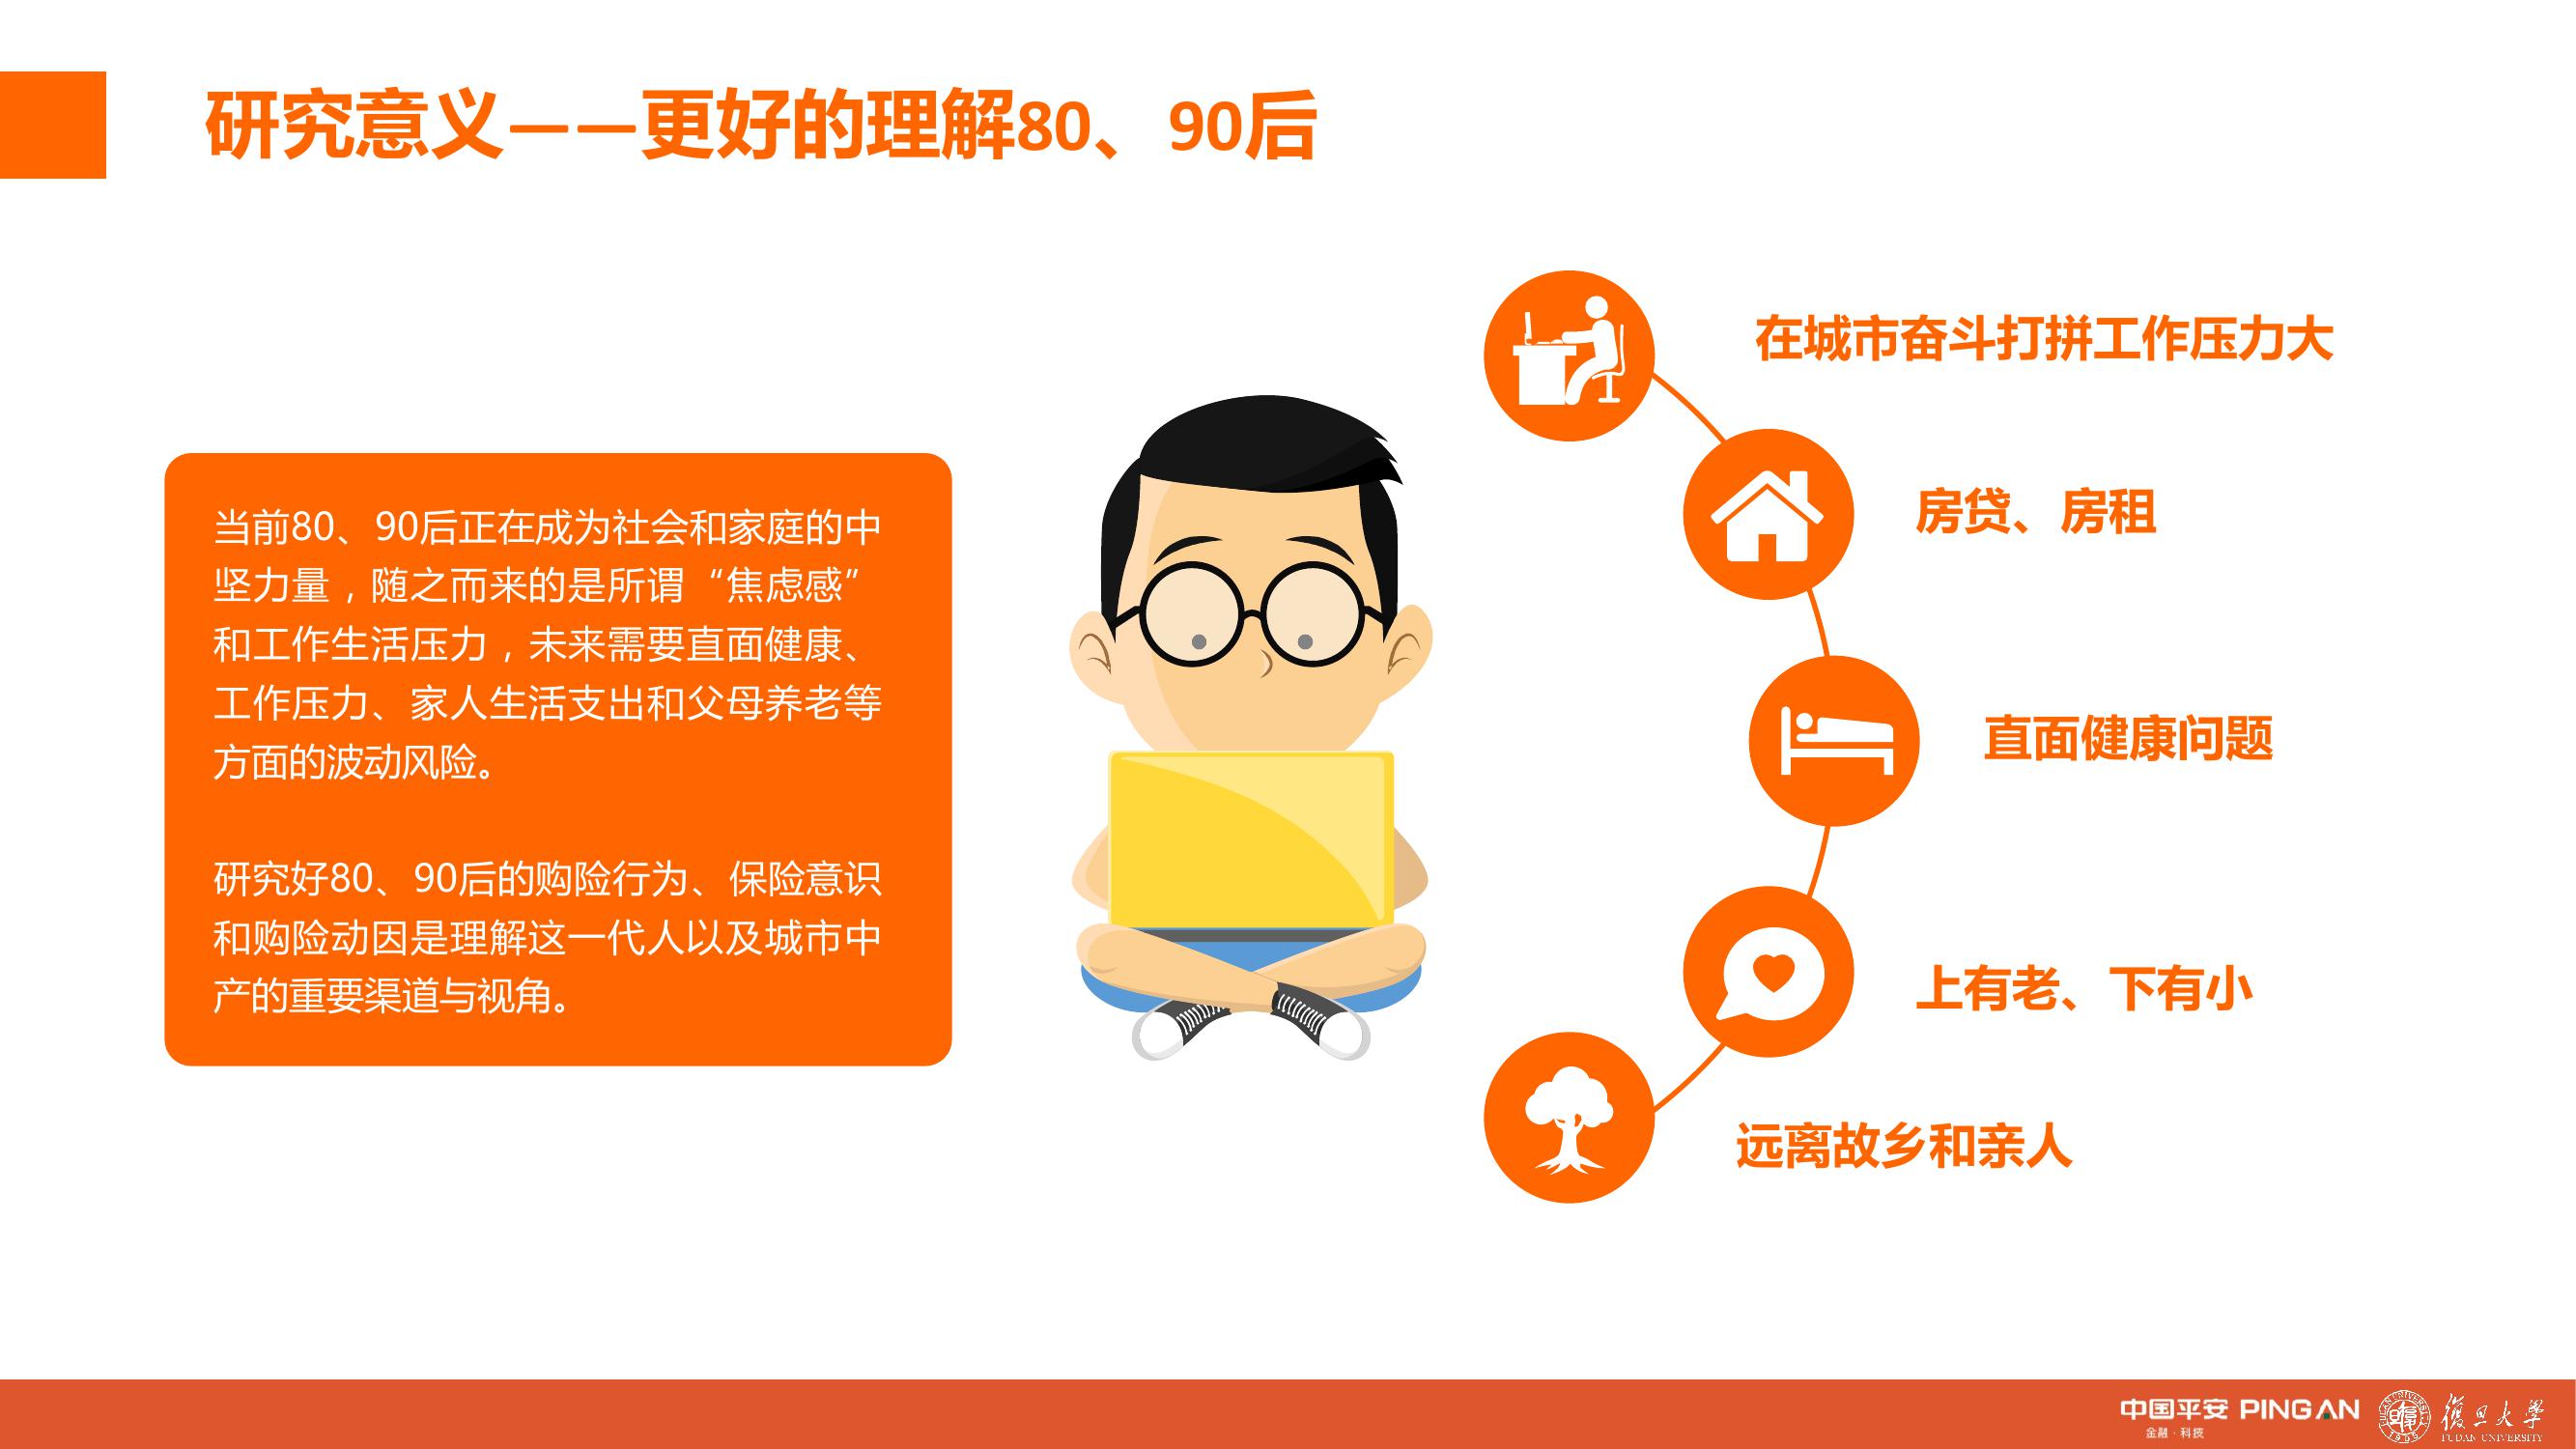 研究意义——更好的理解80、90后
当前80、90后正在成为社会和家庭的中
坚力量，随之而来的是所谓“焦虑感”
和工作生活压力，未来需要直面健康、
工作压力、家人生活支出和父母养老等
方面的波动风险。
研究好80、90后的购险行为、保险意识
和购险动因是理解这一代人以及城市中
产的重要渠道与视角。
在城市奋斗打拼工作压力大
房贷、房租
直面健康问题
上有老、下有小
远离故乡和亲人
中国平安 PING AN
金融·科技
復旦大學
FUDAN UNIVERSITY